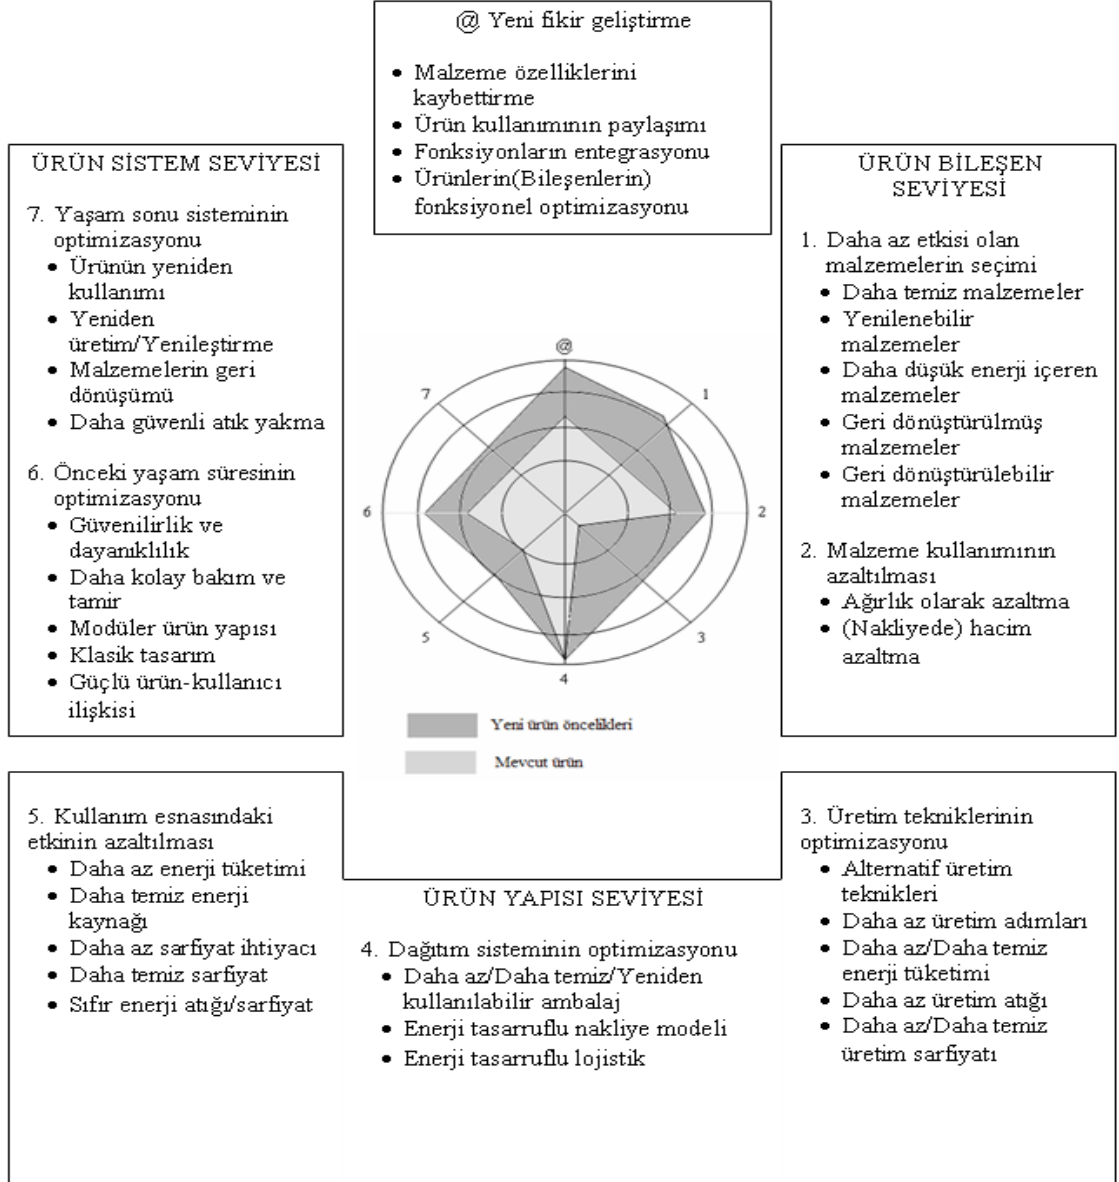 @ Yeni fikir geliştirme
• Malzeme özelliklerini
kaybettirme
• Ürün kullanımının paylaşımı
• Fonksiyonların entegrasyonu
• Ürünlerin(Bileşenlerin)
fonksiyonel optimizasyonu
ÜRÜN SİSTEM SEVİYESİ
7. Yaşam sonu sisteminin
optimizasyonu
• Ürünün yeniden
kullanımı
• Yeniden
üretim/Yenileştirme
• Malzemelerin geri
dönüşümü
• Daha güvenli atık yakma
6. Önceki yaşam süresinin
optimizasyonu
• Güvenilirlik ve
dayanıklılık
• Daha kolay bakım ve
tamir
• Modüler ürün yapısı
• Klasik tasarım
• Güçlü ürün-kullanıcı
ilişkisi
ÜRÜN BİLEŞEN
SEVİYESİ
1. Daha az etkisi olan
malzemelerin seçimi
• Daha temiz malzemeler
• Yenilenebilir
malzemeler
• Daha düşük enerji içeren
malzemeler
• Geri dönüştürülmüş
malzemeler
• Geri dönüştürülebilir
malzemeler
2. Malzeme kullanımının
azaltılması
• Ağırlık olarak azaltma
• (Nakliyede) hacim
azaltma
@
7
1
6
2
5
3
4
Yeni ürün öncelikleri
Mevcut ürün
5. Kullanım esnasındaki
etkinin azaltılması
• Daha az enerji tüketimi
• Daha temiz enerji
kaynağı
• Daha az sarfiyat ihtiyacı
• Daha temiz sarfiyat
• Sıfır enerji atığı/sarfiyat
ÜRÜN YAPISI SEVİYESİ
4. Dağıtım sisteminin optimizasyonu
• Daha az/Daha temiz/Yeniden
kullanılabilir ambalaj
• Enerji tasarruflu nakliye modeli
• Enerji tasarruflu lojistik
3. Üretim tekniklerinin
optimizasyonu
• Alternatif üretim
teknikleri
• Daha az üretim adımları
• Daha az/Daha temiz
enerji tüketimi
• Daha az üretim atığı
• Daha az/Daha temiz
üretim sarfiyatı